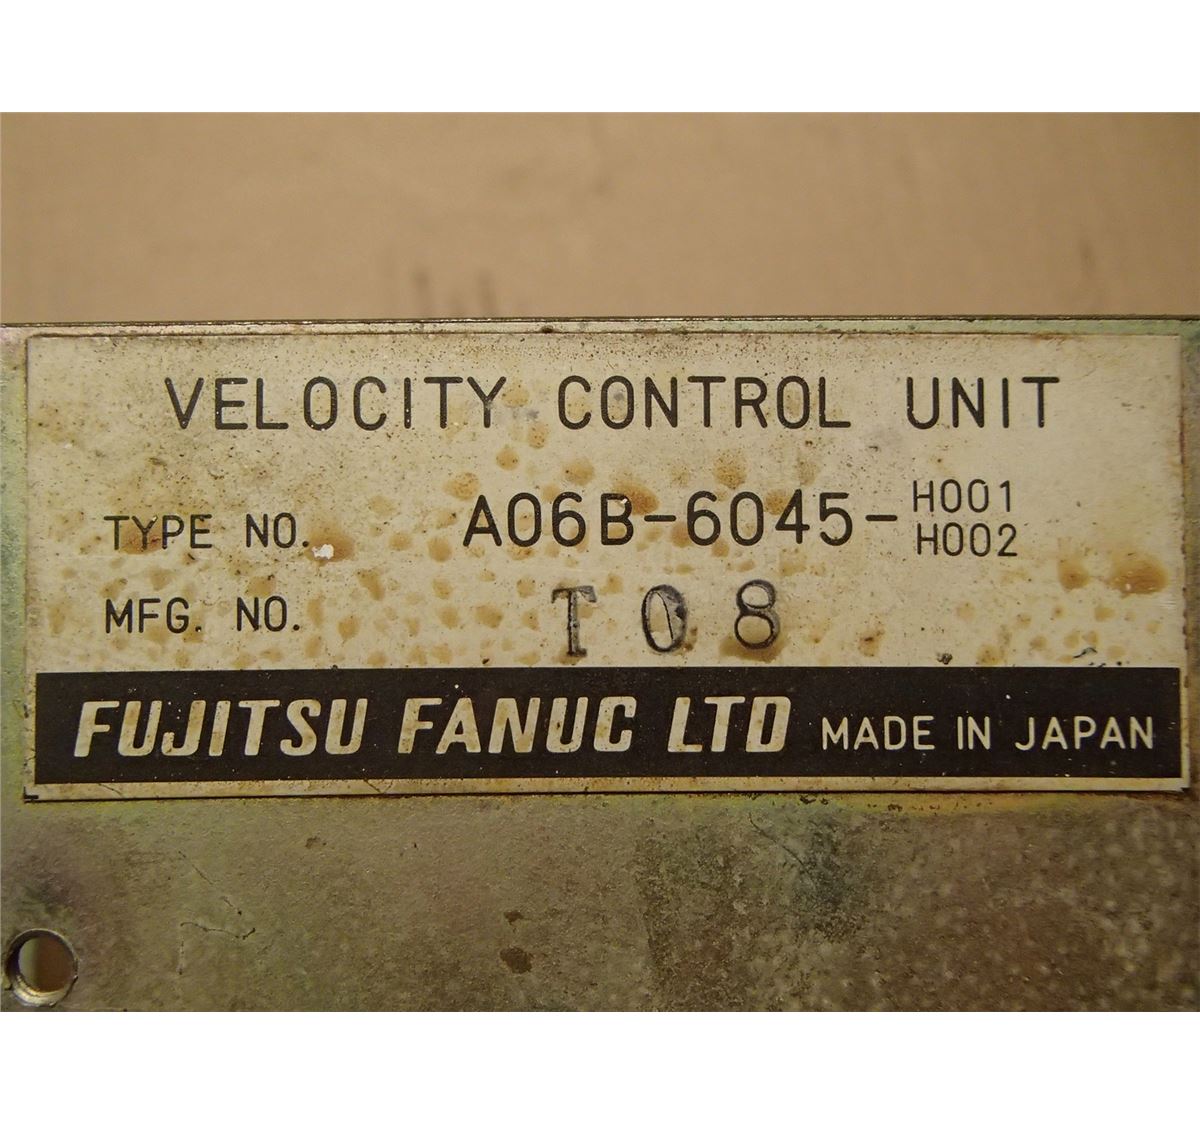 VELOCITY CONTROL UNIT
TYPE NO. A06B-6045-H001
H002
MFG. NO. T08
FUJITSU FANUC LTD MADE IN JAPAN